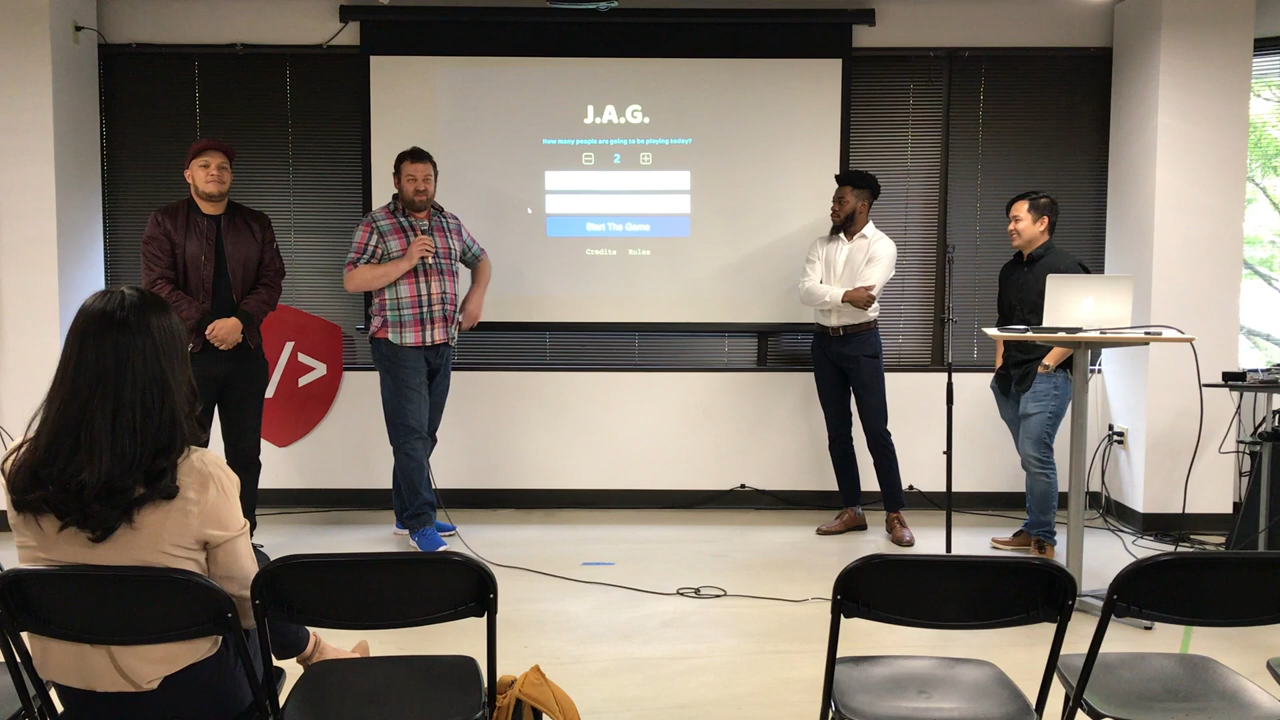 J.A.G.
How many people are going to be playing today?
2
Start The Game
Credits Rules
</>